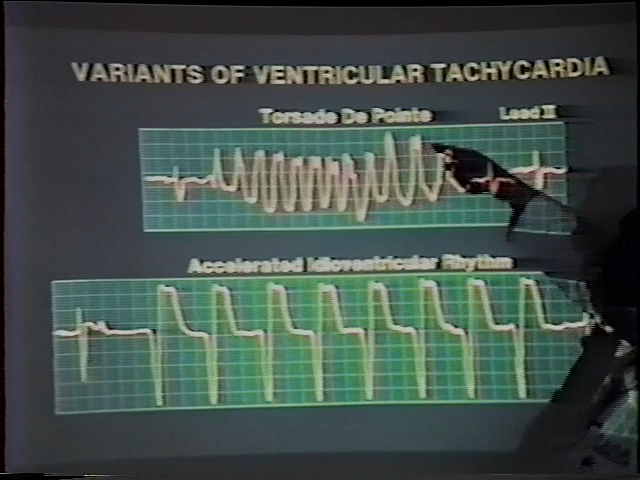 VARIANTS OF VENTRICULAR TACHYCARDIA
Torsade De Pointe
Lead II
Accelerated Idioventricular Rhythm